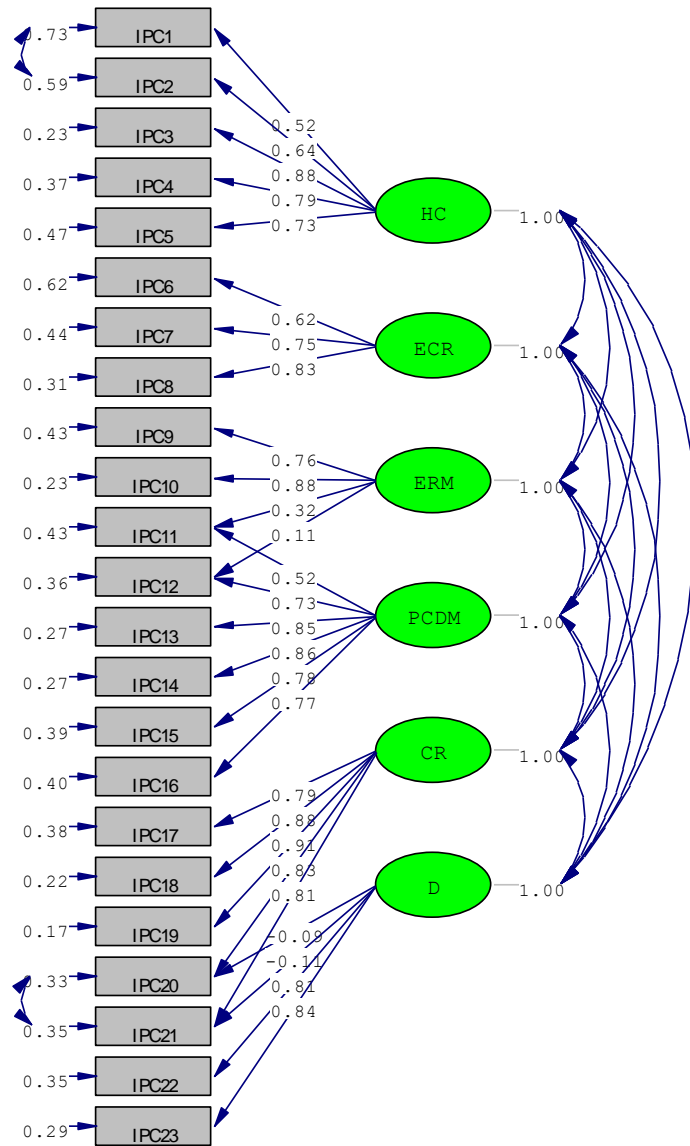 0.73 IPC1
0.59 IPC2
0.23 IPC3
0.37 IPC4
0.47 IPC5
0.62 IPC6
0.44 IPC7
0.31 IPC8
0.43 IPC9
0.23 IPC10
0.43 IPC11
0.36 IPC12
0.27 IPC13
0.27 IPC14
0.39 IPC15
0.40 IPC16
0.38 IPC17
0.22 IPC18
0.17 IPC19
0.33 IPC20
0.35 IPC21
0.35 IPC22
0.29 IPC23
0.52
0.64
0.88
0.79
0.73
0.62
0.75
0.83
0.76
0.88
0.32
0.11
0.52
0.73
0.85
0.86
0.78
0.77
0.79
0.88
0.91
0.83
0.81
-0.09
-0.11
0.81
0.84
HC 1.00
ECR 1.00
ERM 1.00
PCDM 1.00
CR 1.00
D 1.00